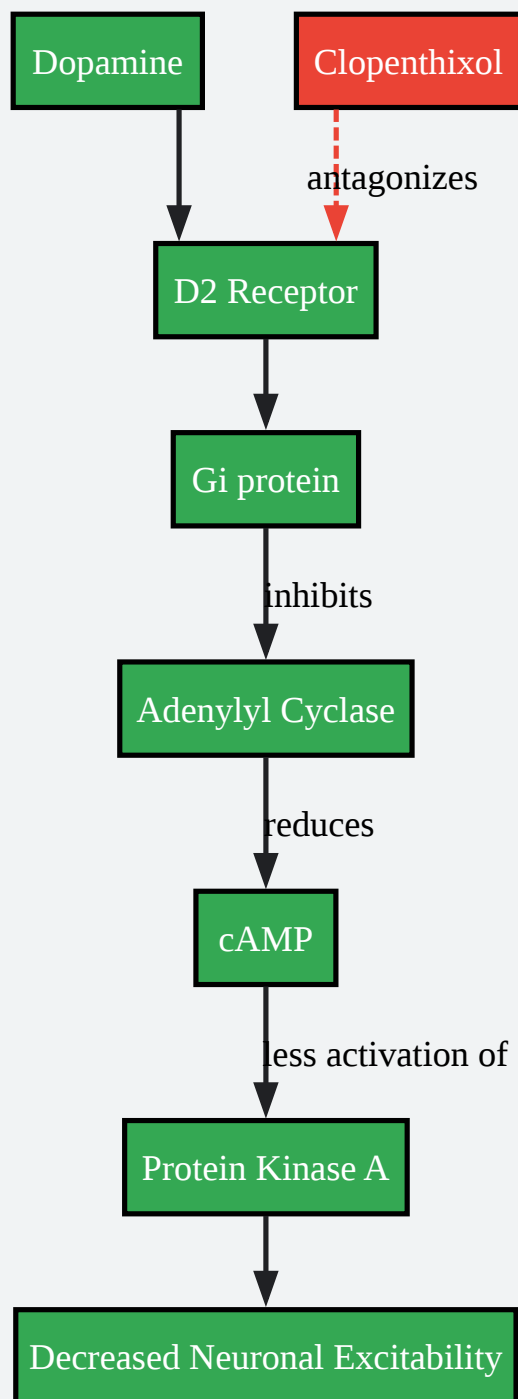 Dopamine
Clopenthixol
antagonizes
D2 Receptor
Gi protein
inhibits
Adenylyl Cyclase
reduces
cAMP
less activation of
Protein Kinase A
Decreased Neuronal Excitability